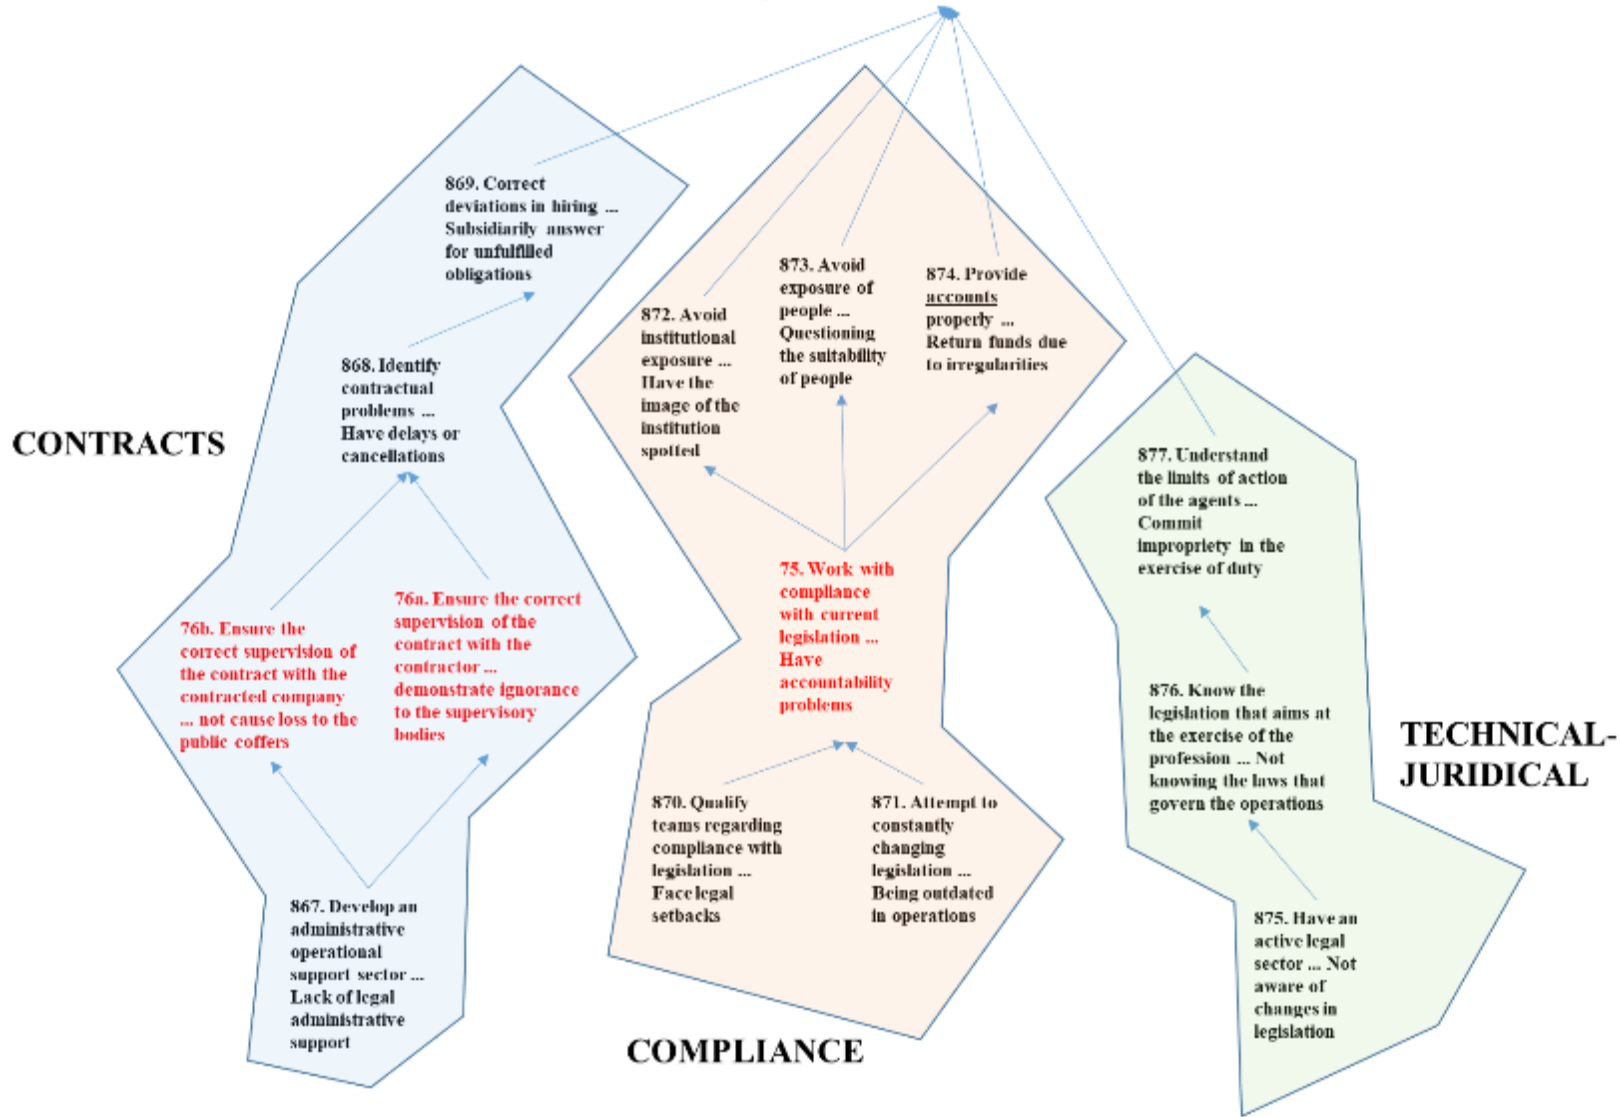 869. Correct
deviations in hiring ...
Subsidiarily answer
for unfulfilled
obligations
868. Identify
contractual
problems ...
Have delays or
cancellations
CONTRACTS
76b. Ensure the
correct supervision of
the contract with the
contracted company
... not cause loss to the
public coffers
76a. Ensure the correct
supervision of the
contract with the
contractor ...
demonstrate ignorance
to the supervisory
bodies
867. Develop an
administrative
operational
support sector ...
Lack of legal
administrative
support
872. Avoid
institutional
exposure ...
Have the
image of the
institution
spotted
873. Avoid
exposure of
people ...
Questioning
the suitability
of people
874. Provide
accounts
properly ...
Return funds due
to irregularities
75. Work with
compliance
with current
legislation ...
Have
accountability
problems
870. Qualify
teams regarding
compliance with
legislation ...
Face legal
setbacks
871. Attempt to
constantly
changing
legislation ...
Being outdated
in operations
COMPLIANCE
877. Understand
the limits of action
of the agents ...
Commit
impropriety in the
exercise of duty
876. Know the
legislation that aims at
the exercise of the
profession ... Not
knowing the laws that
govern the operations
TECHNICAL-
JURIDICAL
875. Have an
active legal
sector ... Not
aware of
changes in
legislation